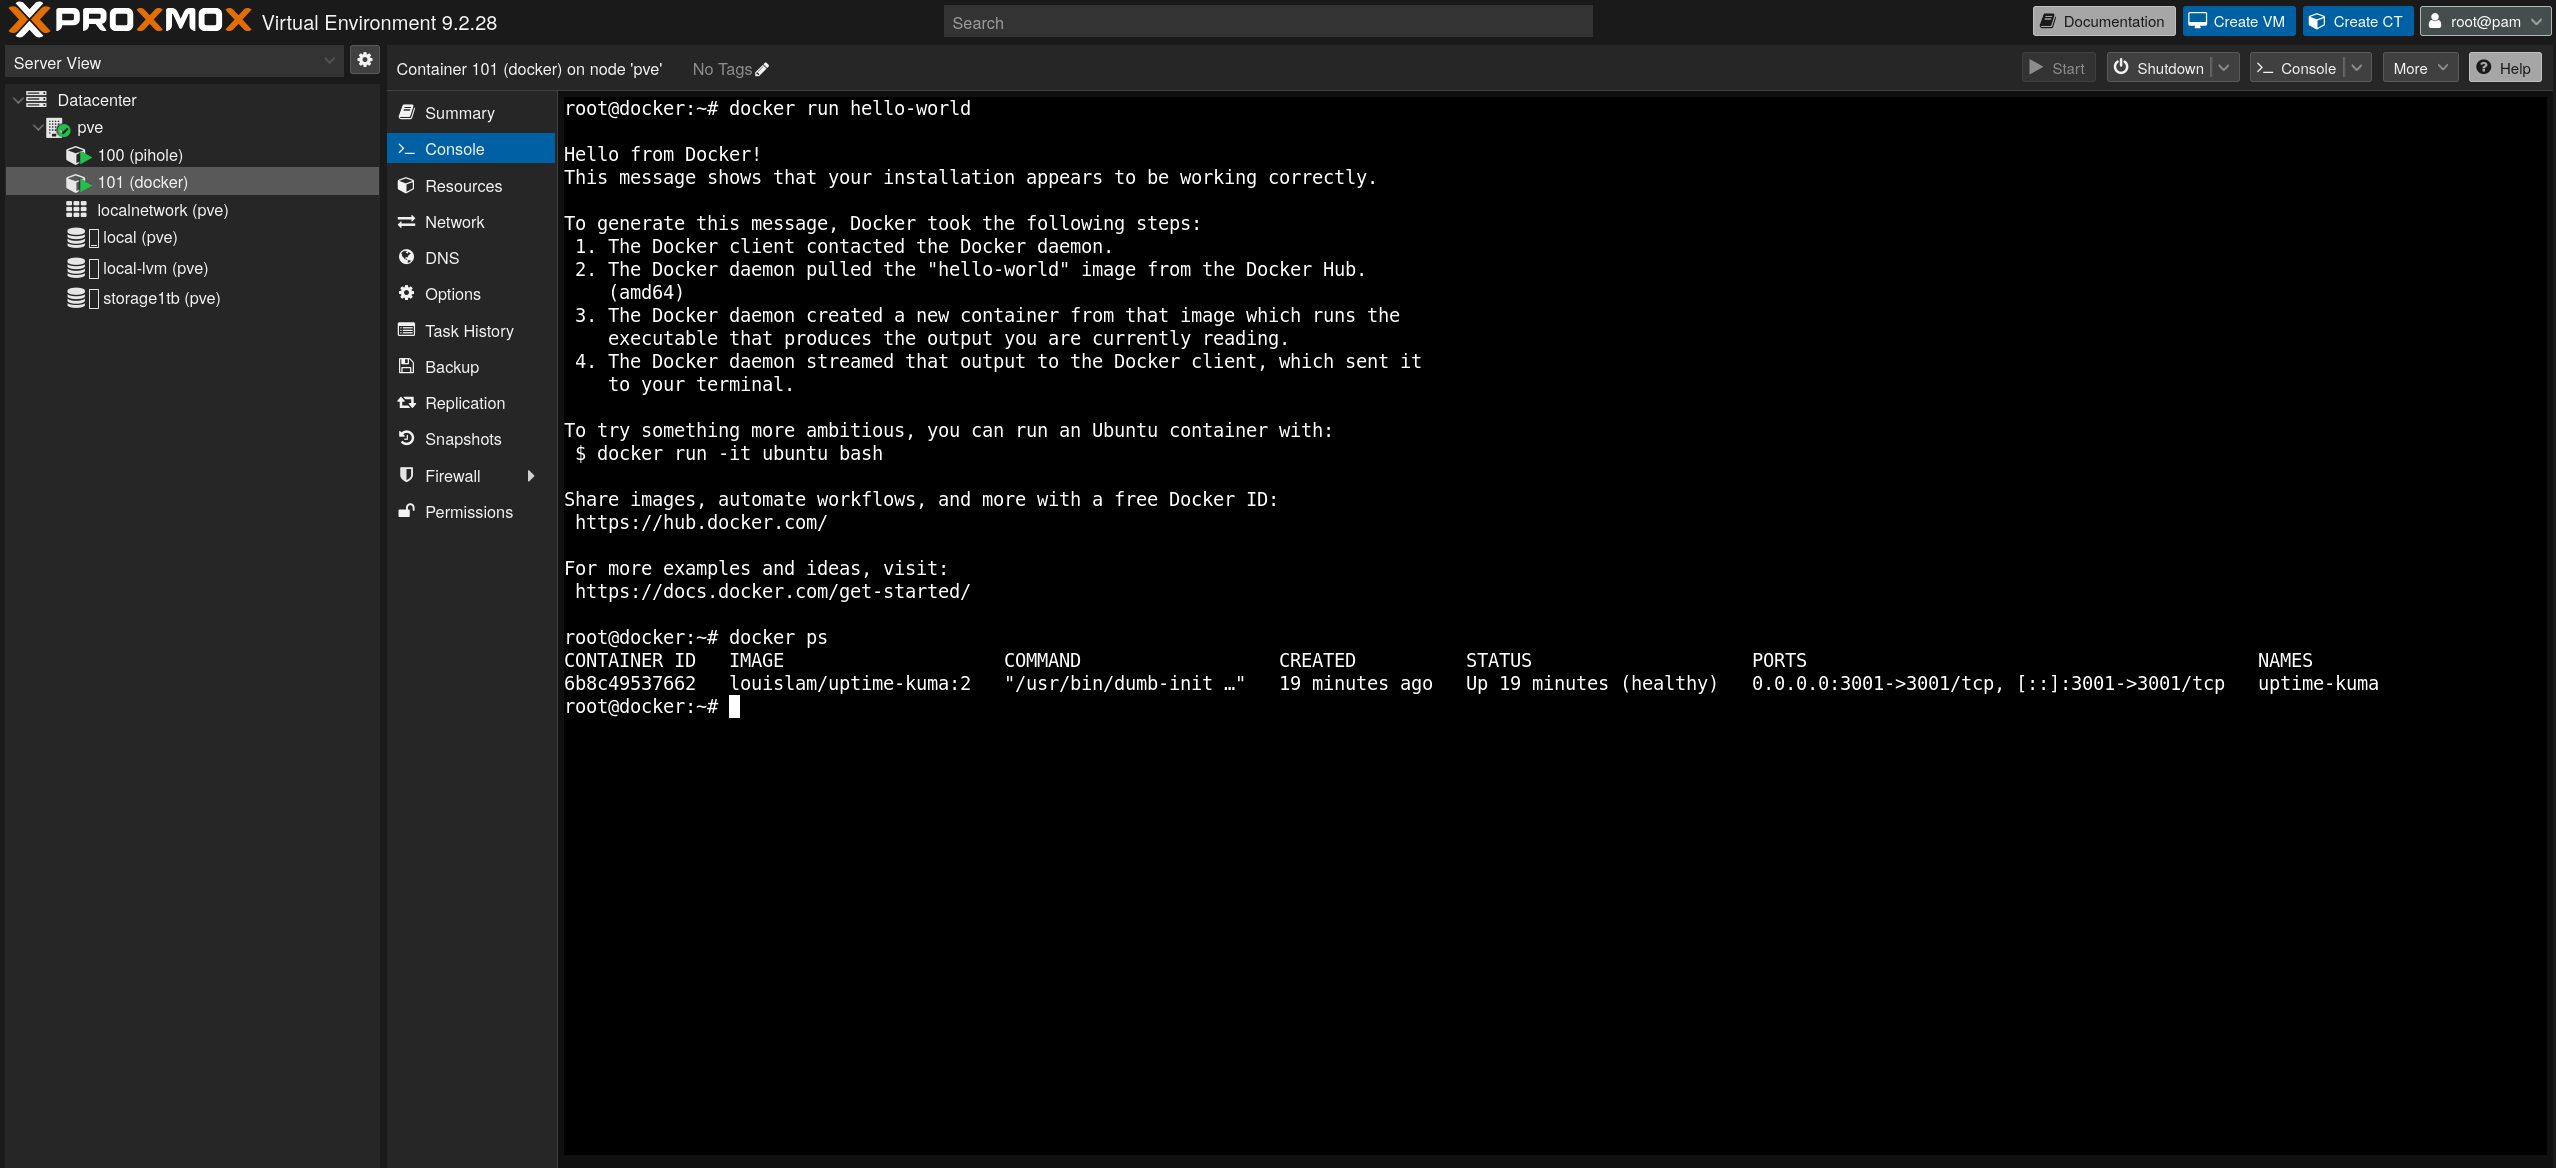 PROXMOX Virtual Environment 9.2.28
Search
Documentation
Create VM
Create CT
root@pam
Server View
Container 101 (docker) on node 'pve'
No Tags
Start
Shutdown
Console
More
Help
Datacenter
pve
100 (pihole)
101 (docker)
localnetwork (pve)
local (pve)
local-lvm (pve)
storage1tb (pve)
Summary
Console
Resources
Network
DNS
Options
Task History
Backup
Replication
Snapshots
Firewall
Permissions
root@docker:~# docker run hello-world
Hello from Docker!
This message shows that your installation appears to be working correctly.
To generate this message, Docker took the following steps:
1. The Docker client contacted the Docker daemon.
2. The Docker daemon pulled the "hello-world" image from the Docker Hub.
(amd64)
3. The Docker daemon created a new container from that image which runs the
executable that produces the output you are currently reading.
4. The Docker daemon streamed that output to the Docker client, which sent it
to your terminal.
To try something more ambitious, you can run an Ubuntu container with:
$ docker run -it ubuntu bash
Share images, automate workflows, and more with a free Docker ID:
https://hub.docker.com/
For more examples and ideas, visit:
https://docs.docker.com/get-started/
root@docker:~# docker ps
CONTAINER ID   IMAGE                    COMMAND                  CREATED          STATUS                    PORTS                                         NAMES
6b8c49537662   louislam/uptime-kuma:2   "/usr/bin/dumb-init …"   19 minutes ago   Up 19 minutes (healthy)   0.0.0.0:3001->3001/tcp, [::]:3001->3001/tcp   uptime-kuma
root@docker:~#